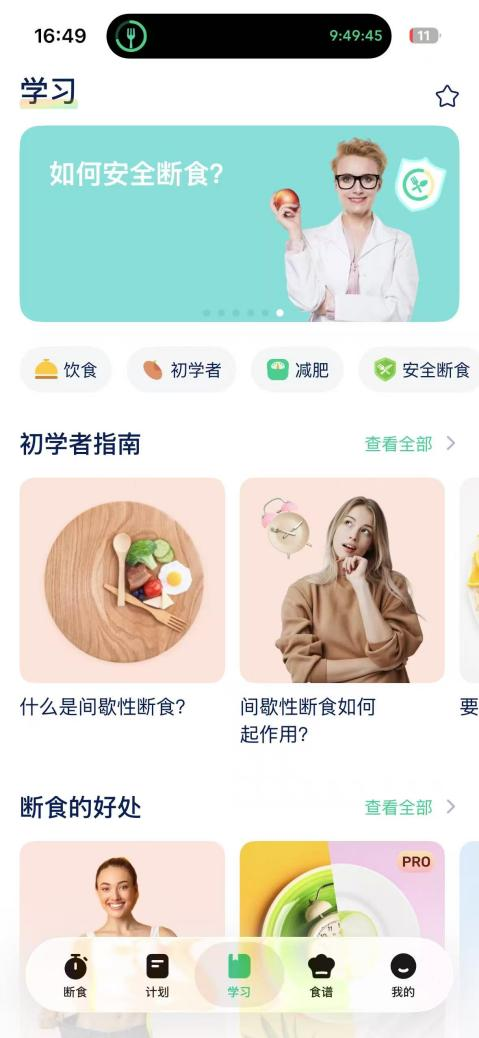 16:49
9:49:45
11
学习
如何安全断食?
饮食
初学者
减肥
安全断食
初学者指南
查看全部
什么是间歇性断食?
间歇性断食如何
起作用?
要
断食的好处
查看全部
PRO
断食
计划
学习
食谱
我的